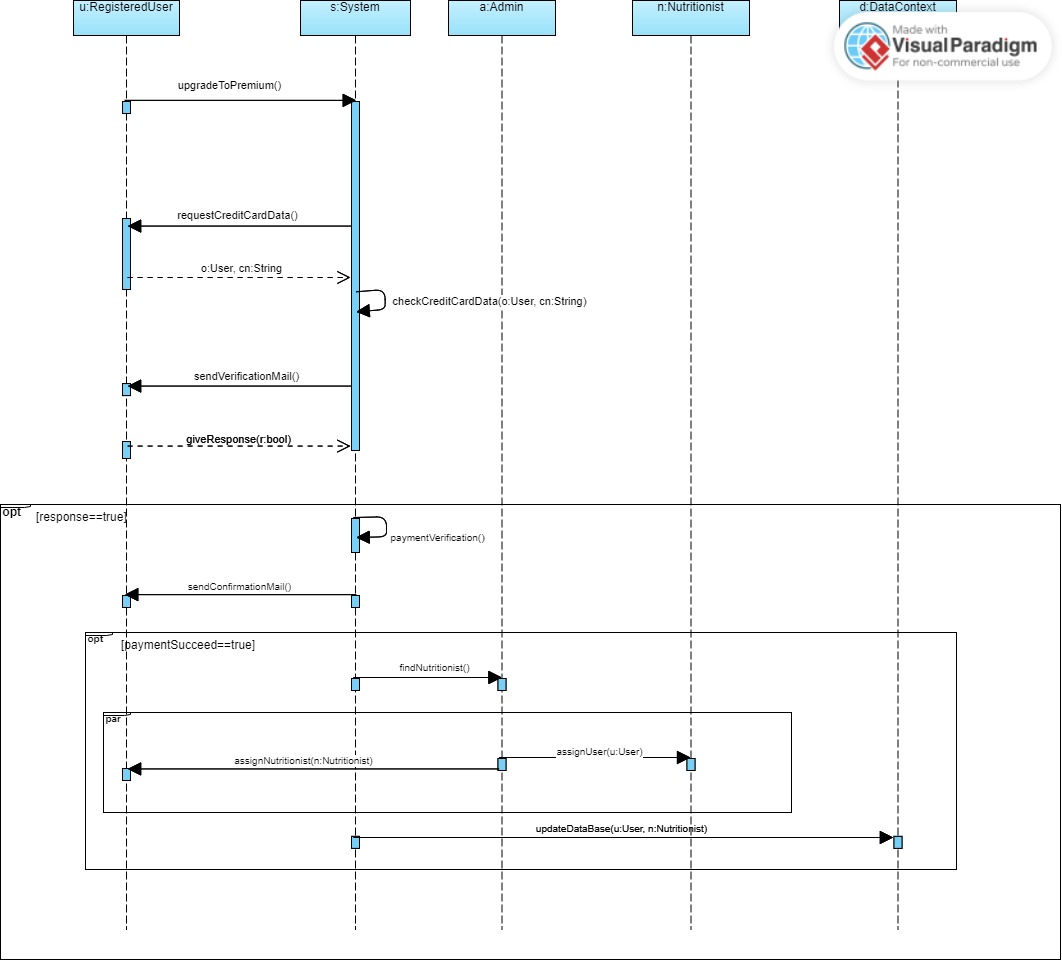 u:RegisteredUser
s:System
a:Admin
n:Nutritionist
d:DataContext
Made with
VisualParadigm
For non-commercial use
upgradeToPremium()
requestCreditCardData()
o:User, cn:String
checkCreditCardData(o:User, cn:String)
sendVerificationMail()
giveResponse(r:bool)
opt
[response==true]
paymentVerification()
sendConfirmationMail()
opt
[paymentSucceed==true]
findNutritionist()
par
assignUser(u:User)
assignNutritionist(n:Nutritionist)
updateDataBase(u:User, n:Nutritionist)